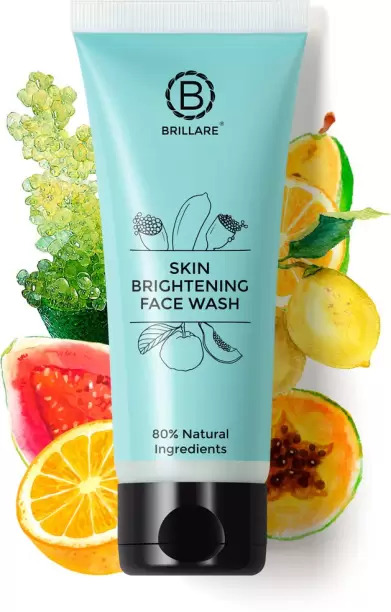 B
BRILLARE®
SKIN
BRIGHTENING
FACE WASH
80% Natural
Ingredients